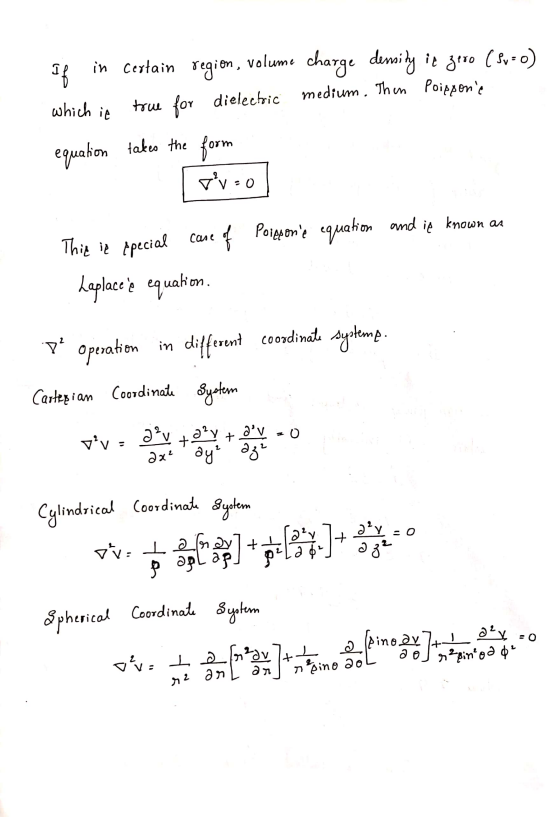 If in certain region, volume charge density is zero (ρᵥ = 0)
which is true for dielectric medium. Then Poisson's
equation takes the form
∇²V = 0
This is special case of Poisson's equation and is known as
Laplace's equation.
∇² operation in different coordinate systems.
Cartesian Coordinate System
∇²V = ∂²V/∂x² + ∂²V/∂y² + ∂²V/∂z² = 0
Cylindrical Coordinate System
∇²V = 1/ρ ∂/∂ρ [r ∂V/∂ρ] + 1/ρ² [∂²V/∂φ²] + ∂²V/∂z² = 0
Spherical Coordinate System
∇²V = 1/r² ∂/∂r [r² ∂V/∂r] + 1/r² sinθ ∂/∂θ [sinθ ∂V/∂θ] + 1/r² sin²θ ∂²V/∂φ² = 0